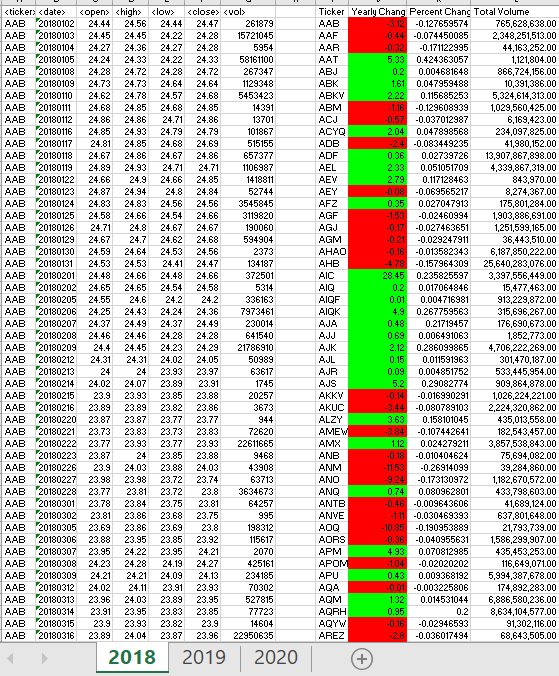 <ticker <date> <open> <high> <low> <close> <vol> Ticker Yearly Chang Percent Chang Total Volume
AAB 20180102 24.44 24.56 24.44 24.47 261879 AAB -3.12 -0.127659574 765,628,638.00
AAB 20180103 24.45 24.45 24.22 24.28 15721045 AAF -0.44 -0.074450085 2,348,251,513.00
AAB 20180104 24.27 24.36 24.27 24.28 5954 AAR -0.32 -0.171122995 44,163,252.00
AAB 20180105 24.24 24.33 24.22 24.33 58161100 AAT 5.33 0.424363057 1,121,804.00
AAB 20180108 24.28 24.72 24.28 24.72 268347 ABJ 0.2 0.004681648 866,724,156.00
AAB 20180109 24.73 24.73 24.64 24.64 1129348 ABK 1.61 0.047959488 10,391,386.00
AAB 20180110 24.62 24.78 24.57 24.68 5453423 ABKV 2.22 0.115685253 5,324,614,313.00
AAB 20180111 24.68 24.85 24.68 24.85 14391 ABM -1.16 -0.129608939 1,029,560,425.00
AAB 20180112 24.86 24.86 24.71 24.86 13701 ACJ -0.57 -0.037012987 6,169,423.00
AAB 20180116 24.85 24.93 24.79 24.79 101867 ACYQ 2.04 0.047898568 234,097,825.00
AAB 20180117 24.81 24.85 24.68 24.69 515155 ADB -2.4 -0.083449235 41,980,152.00
AAB 20180118 24.67 24.86 24.67 24.86 657377 ADF 0.36 0.02739726 13,907,867,898.00
AAB 20180119 24.89 24.93 24.71 24.71 1106987 AEL 2.33 0.051051709 4,339,867,319.00
AAB 20180122 24.66 24.9 24.66 24.85 1418811 AEV 2.79 0.117128463 843,970.00
AAB 20180123 24.87 24.94 24.8 24.84 52744 AEY -0.08 -0.069565217 8,274,367.00
AAB 20180124 24.83 24.83 24.56 24.56 3545845 AFZ 0.35 0.027047913 175,801,284.00
AAB 20180125 24.58 24.66 24.54 24.66 3119820 AGF -1.53 -0.02460994 1,903,886,691.00
AAB 20180126 24.71 24.8 24.67 24.67 190060 AGJ -0.17 -0.027463651 1,251,599,165.00
AAB 20180129 24.67 24.7 24.62 24.68 594904 AGM -0.21 -0.029247911 36,443,510.00
AAB 20180130 24.59 24.64 24.53 24.56 2373 AHAO -0.16 -0.013582343 6,187,850,222.00
AAB 20180131 24.53 24.53 24.41 24.47 134187 AHB -4.78 -0.157964309 25,640,283,076.00
AAB 20180201 24.48 24.66 24.48 24.66 372501 AIC 28.45 0.235825597 3,397,556,449.00
AAB 20180202 24.65 24.65 24.54 24.58 5314 AIQ 0.2 0.017064846 15,477,463.00
AAB 20180205 24.55 24.6 24.2 24.2 336163 AIQF 0.01 0.004716981 913,229,872.00
AAB 20180206 24.25 24.43 24.24 24.36 7973461 AIQK 4.9 0.267759563 315,696,267.00
AAB 20180207 24.37 24.49 24.37 24.49 230014 AJA 0.48 0.21719457 176,690,673.00
AAB 20180208 24.46 24.46 24.28 24.28 641540 AJJ 0.69 0.006491063 1,852,773.00
AAB 20180209 24.4 24.45 24.23 24.29 21786910 AJK 2.12 0.286099865 4,706,222,269.00
AAB 20180212 24.31 24.31 24.02 24.05 50989 AJL 0.15 0.011591963 301,470,187.00
AAB 20180213 24 24 23.93 23.97 63617 AJR 0.09 0.004851752 533,445,954.00
AAB 20180214 24.02 24.07 23.89 23.91 1745 AJS 5.2 0.29082774 909,864,878.00
AAB 20180215 23.9 23.93 23.85 23.88 20257 AKKV -0.14 -0.016990291 1,026,224,221.00
AAB 20180216 23.89 23.89 23.82 23.86 3673 AKUC -3.44 -0.080789103 2,224,320,862.00
AAB 20180220 23.87 23.87 23.77 23.77 944 ALZY 3.63 0.158101045 435,013,558.00
AAB 20180221 23.73 23.83 23.73 23.83 72620 AMEW -3.94 -0.107442641 182,543,457.00
AAB 20180222 23.77 23.93 23.77 23.93 22611665 AMX 1.12 0.024279211 3,857,538,843.00
AAB 20180223 23.87 24 23.85 23.88 9468 ANB -0.18 -0.010404624 75,694,082.00
AAB 20180226 23.9 24.03 23.88 24.03 43908 ANM -11.53 -0.26914099 39,284,860.00
AAB 20180227 23.98 23.98 23.72 23.74 63713 ANO -9.24 -0.173130972 1,182,670,572.00
AAB 20180228 23.77 23.81 23.72 23.8 3634673 ANQ 0.74 0.080962801 433,798,603.00
AAB 20180301 23.78 23.84 23.75 23.81 64257 ANTB -0.46 -0.009643606 41,689,124.00
AAB 20180302 23.81 23.86 23.68 23.75 995 ANVE -1.11 -0.030469393 637,801,648.00
AAB 20180305 23.69 23.86 23.69 23.8 198312 AOQ -10.95 -0.190953889 21,793,739.00
AAB 20180306 23.88 23.95 23.85 23.92 115617 AORS -0.36 -0.040955631 1,586,299,907.00
AAB 20180307 23.95 24.22 23.95 24.21 2070 APM 4.93 0.070812985 435,453,253.00
AAB 20180308 24.23 24.28 24.19 24.27 425161 APOM -1.04 -0.02020202 116,649,071.00
AAB 20180309 24.21 24.21 24.09 24.13 234185 APU 0.43 0.009368192 5,994,387,678.00
AAB 20180312 24.02 24.11 23.91 23.93 70302 AQA -0.01 -0.003225806 174,892,283.00
AAB 20180313 23.96 24.03 23.89 23.95 527815 AQM 1.32 0.014531044 6,886,580,236.00
AAB 20180314 23.91 23.95 23.83 23.85 77723 AQRH 0.95 0.2 8,634,104,577.00
AAB 20180315 23.9 23.93 23.82 23.9 14604 AQYW -0.16 -0.02946593 91,302,116.00
AAB 20180316 23.89 24.04 23.87 23.96 22950635 AREZ -2.8 -0.036017494 68,643,505.00
2018 2019 2020